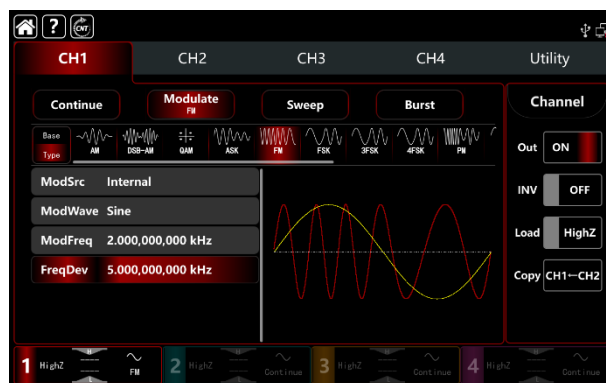 ? CNT
CH1 CH2 CH3 CH4 Utility
Continue Modulate FM Sweep Burst Channel
Base Type AM DSB-AM QAM ASK FM FSK 3FSK 4FSK PM
Out ON
ModSrc Internal
INV OFF
ModWave Sine
Load HighZ
ModFreq 2.000,000,000 kHz
FreqDev 5.000,000,000 kHz
Copy CH1←CH2
1 HighZ H L FM 2 HighZ Continue 3 HighZ Continue 4 HighZ Continue